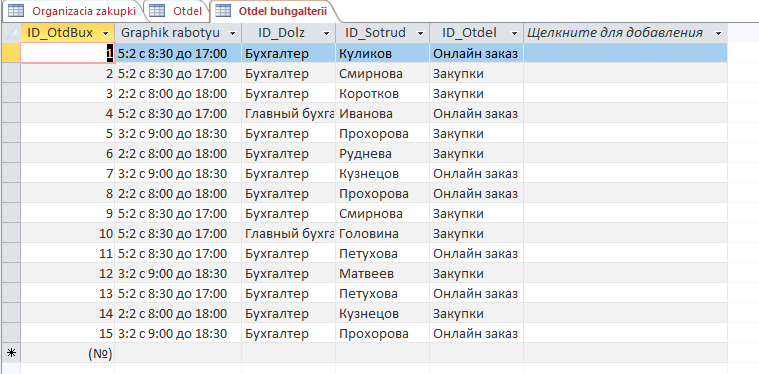 Organizacia zakupki Otdel Otdel buhgalterii
ID_OtdBux Graphik rabotyu ID_Dolz ID_Sotrud ID_Otdel Щелкните для добавления
1 5:2 с 8:30 до 17:00 Бухгалтер Куликов Онлайн заказ
2 5:2 с 8:30 до 17:00 Бухгалтер Смирнова Закупки
3 2:2 с 8:00 до 18:00 Бухгалтер Коротков Закупки
4 5:2 с 8:30 до 17:00 Главный бухга Иванова Онлайн заказ
5 3:2 с 9:00 до 18:30 Бухгалтер Прохорова Закупки
6 2:2 с 8:00 до 18:00 Бухгалтер Руднева Закупки
7 3:2 с 9:00 до 18:30 Бухгалтер Кузнецов Онлайн заказ
8 2:2 с 8:00 до 18:00 Бухгалтер Прохорова Онлайн заказ
9 5:2 с 8:30 до 17:00 Бухгалтер Смирнова Закупки
10 5:2 с 8:30 до 17:00 Главный бухга Головина Закупки
11 5:2 с 8:30 до 17:00 Бухгалтер Петухова Онлайн заказ
12 3:2 с 9:00 до 18:30 Бухгалтер Матвеев Закупки
13 5:2 с 8:30 до 17:00 Бухгалтер Петухова Онлайн заказ
14 2:2 с 8:00 до 18:00 Бухгалтер Кузнецов Закупки
15 3:2 с 9:00 до 18:30 Бухгалтер Прохорова Онлайн заказ
(№)